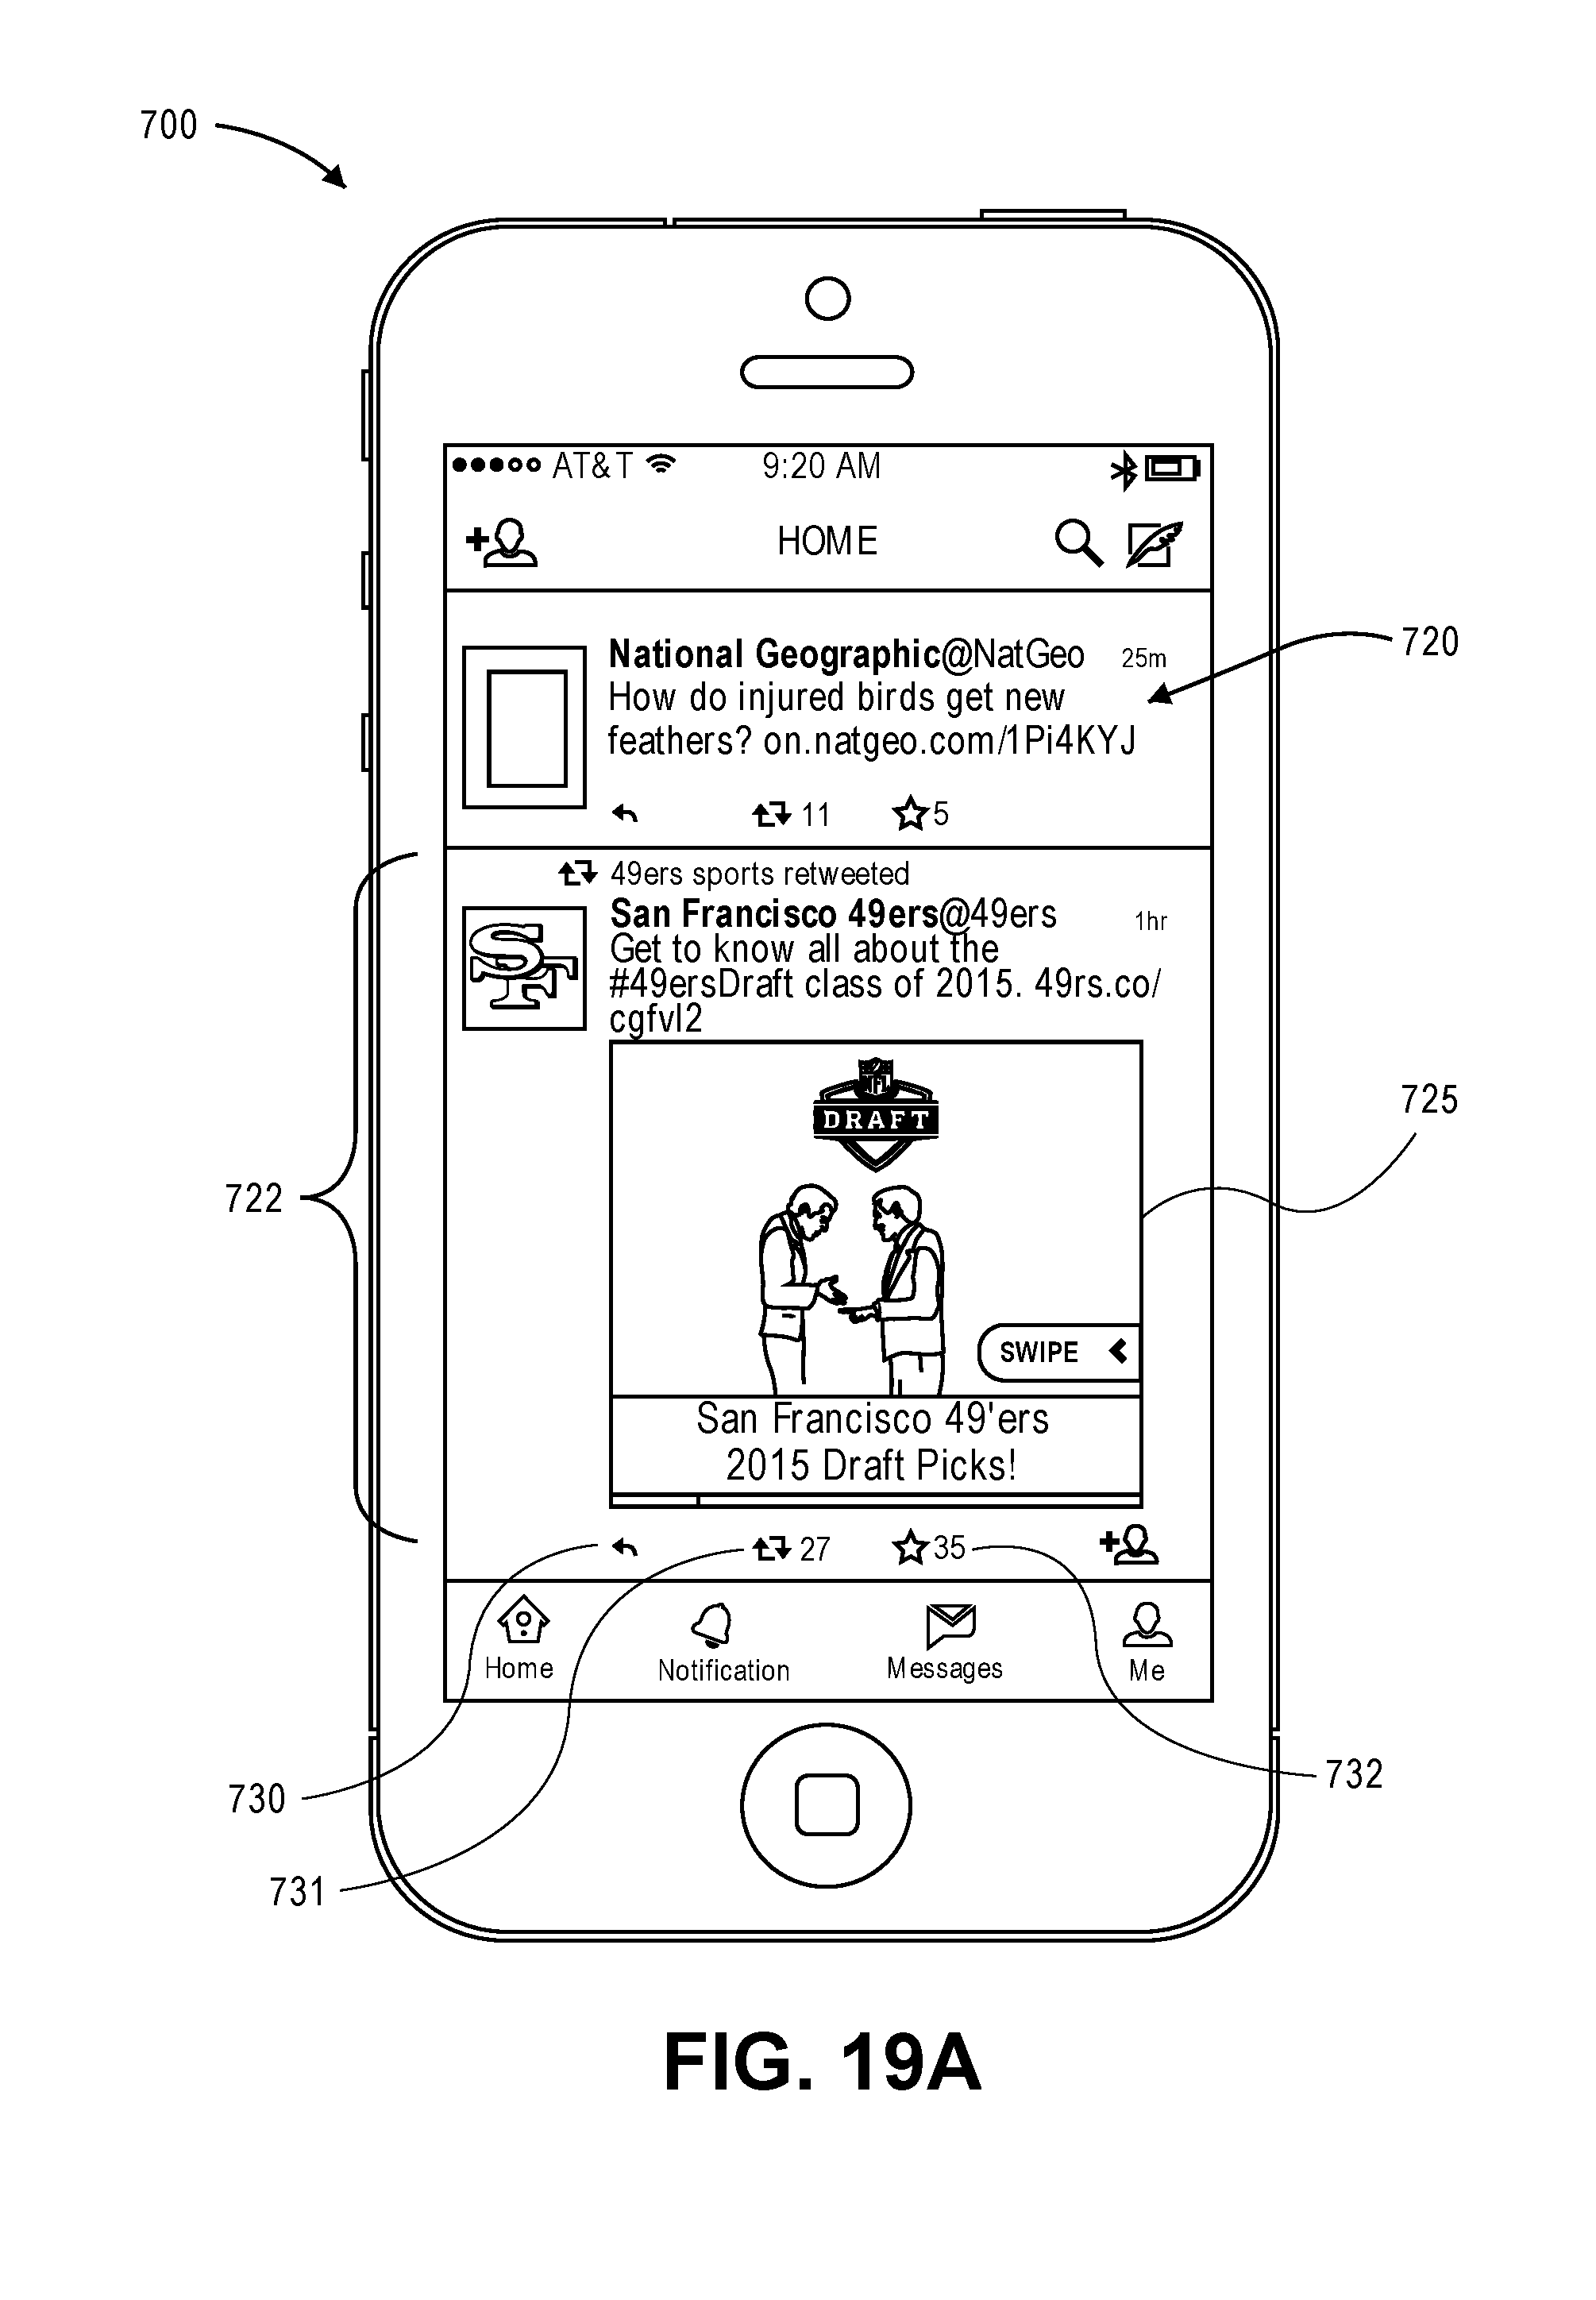 700
AT&T 9:20 AM
HOME
720
National Geographic@NatGeo 25m
How do injured birds get new
feathers? on.natgeo.com/1Pi4KYJ
11 5
49ers sports retweeted
San Francisco 49ers@49ers 1hr
SF
Get to know all about the
#49ersDraft class of 2015. 49rs.co/
cgfvl2
NFL
DRAFT
725
722
SWIPE
San Francisco 49'ers
2015 Draft Picks!
27 35
Home Notification Messages Me
730
732
731
FIG. 19A